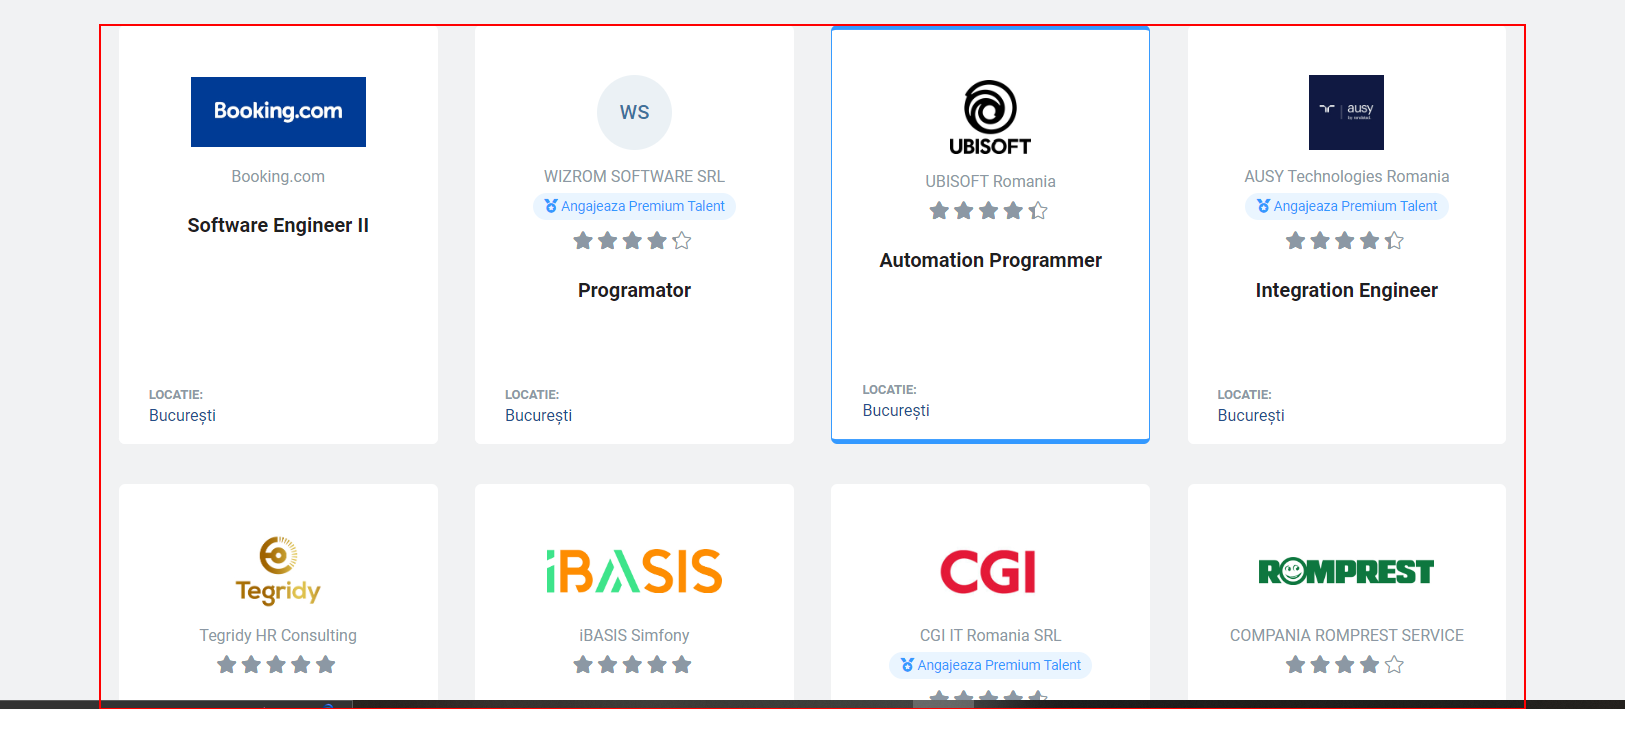 Booking.com
Booking.com
Software Engineer II
LOCATIE:
București
WS
WIZROM SOFTWARE SRL
Angajeaza Premium Talent
Programator
LOCATIE:
București
UBISOFT
UBISOFT Romania
Automation Programmer
LOCATIE:
București
ausy
by randstad
AUSY Technologies Romania
Angajeaza Premium Talent
Integration Engineer
LOCATIE:
București
Tegridy
Tegridy HR Consulting
iBASIS
iBASIS Simfony
CGI
CGI IT Romania SRL
Angajeaza Premium Talent
ROMPREST
COMPANIA ROMPREST SERVICE